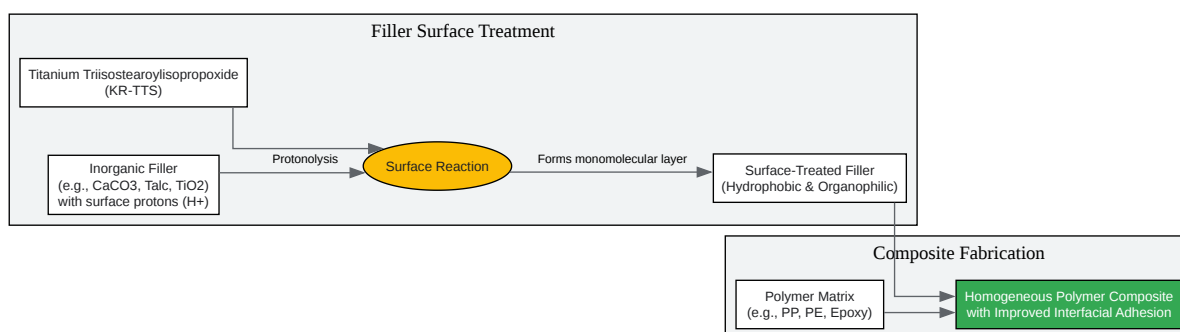 Filler Surface Treatment
Titanium Triisostearoylisopropoxide
(KR-TTS)
Inorganic Filler
(e.g., CaCO3, Talc, TiO2)
with surface protons (H+)
Protonolysis
Surface Reaction
Forms monomolecular layer
Surface-Treated Filler
(Hydrophobic & Organophilic)
Composite Fabrication
Polymer Matrix
(e.g., PP, PE, Epoxy)
Homogeneous Polymer Composite
with Improved Interfacial Adhesion